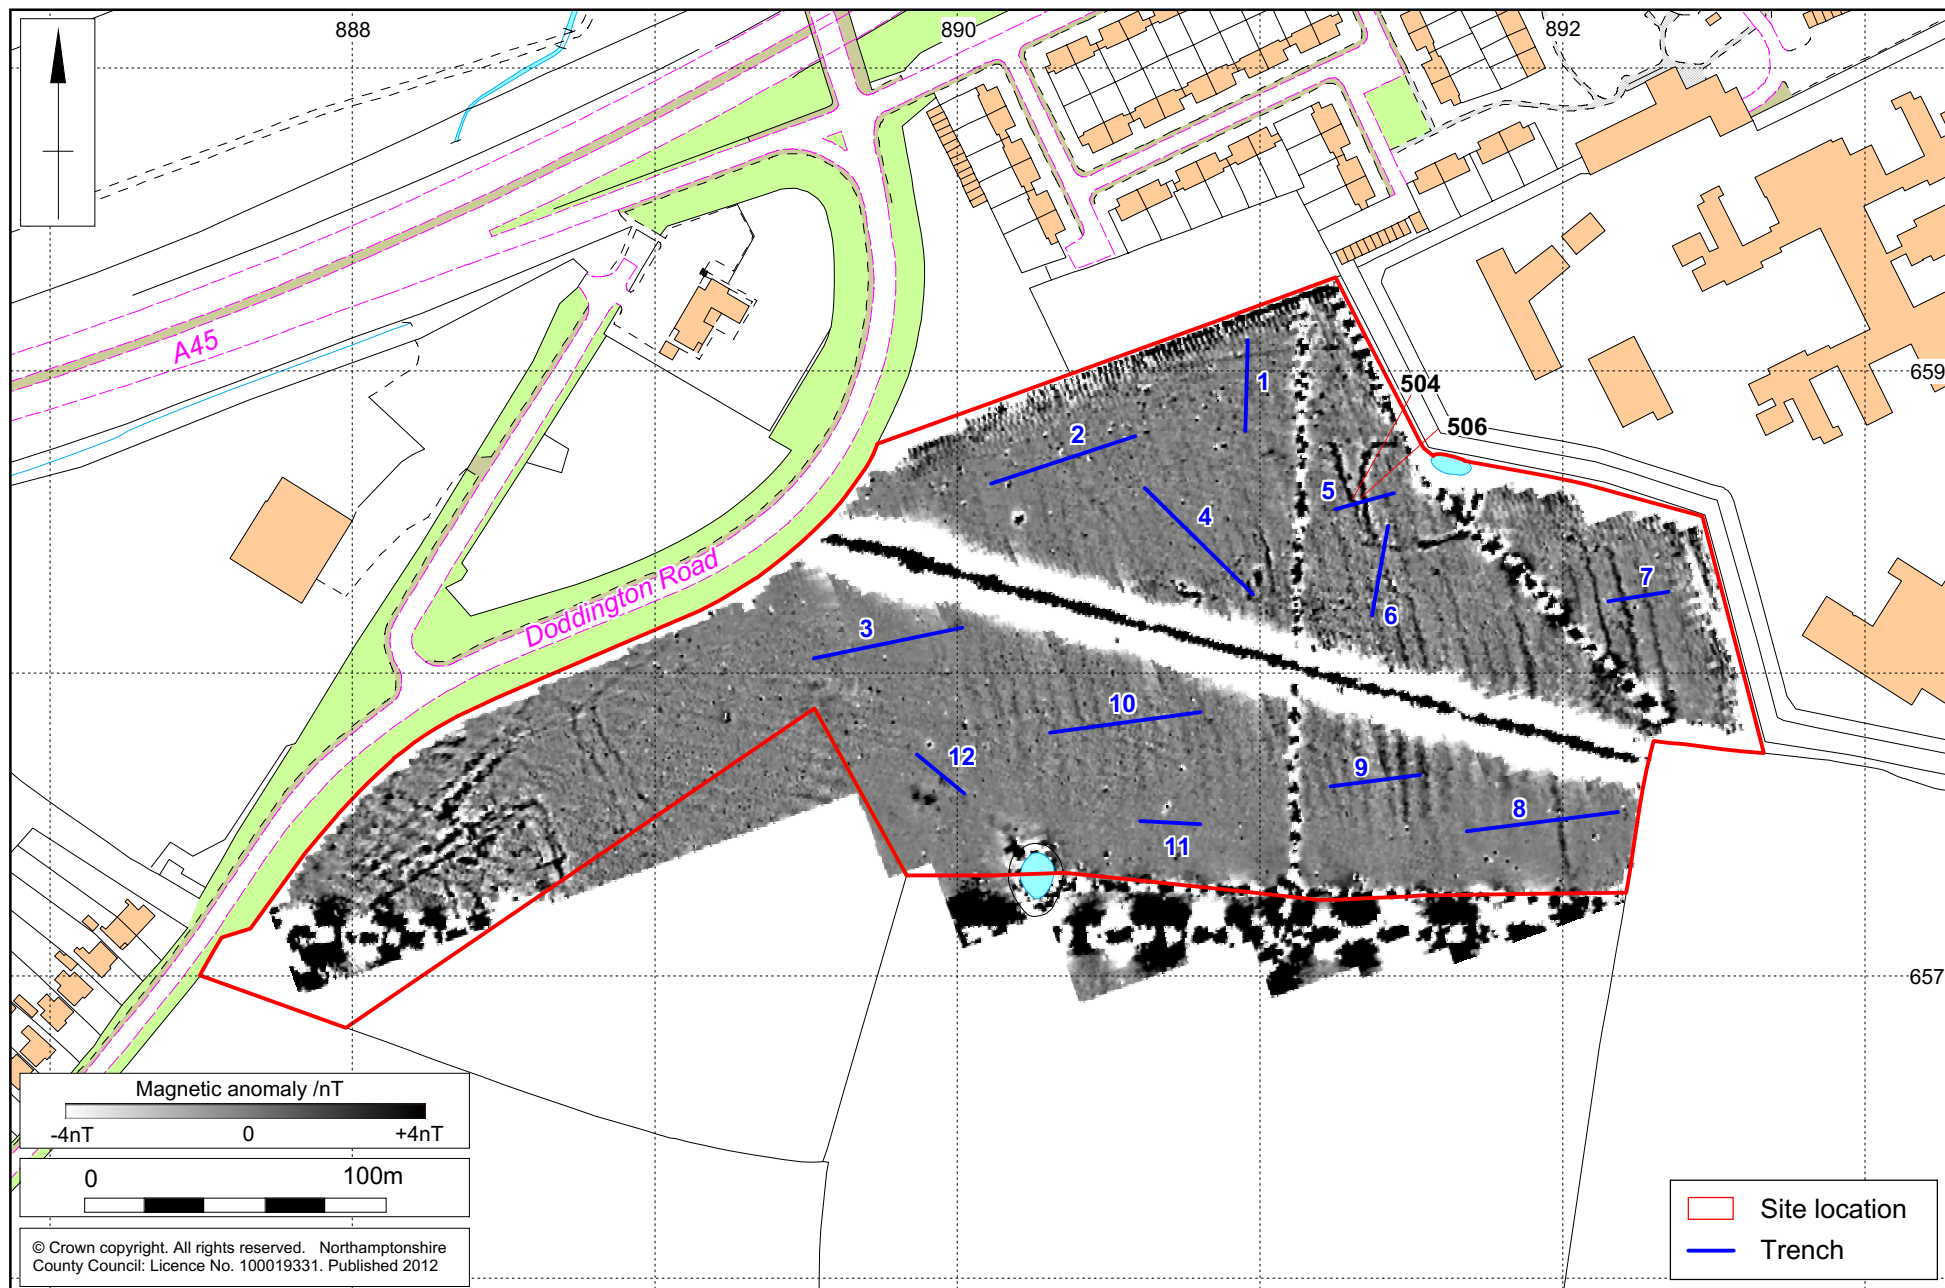 888
890
892
A45
659
504
506
1
2
5
4
7
6
Doddington Road
3
10
12
9
8
11
657
Magnetic anomaly /nT
-4nT 0 +4nT
0 100m
© Crown copyright. All rights reserved. Northamptonshire
County Council: Licence No. 100019331. Published 2012
Site location
Trench